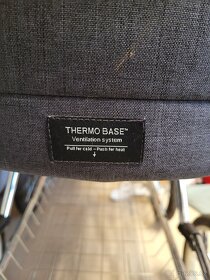 THERMO BASE™
Ventilation system
Pull for cold – Push for heat